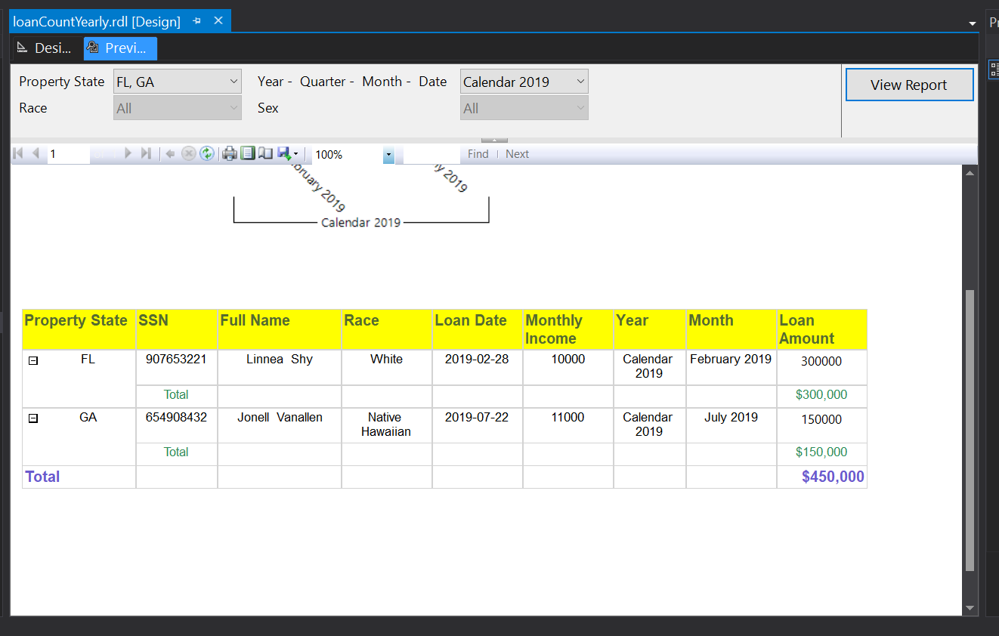 loanCountYearly.rdl [Design]
Pr
Desi... Previ...
Property State FL, GA Year - Quarter - Month - Date Calendar 2019 View Report
Race All Sex All
1 100% Find | Next
bruary 2019
ly 2019
Calendar 2019
Property State SSN Full Name Race Loan Date Monthly Income Year Month Loan Amount
FL 907653221 Linnea Shy White 2019-02-28 10000 Calendar 2019 February 2019 300000
Total $300,000
GA 654908432 Jonell Vanallen Native Hawaiian 2019-07-22 11000 Calendar 2019 July 2019 150000
Total $150,000
Total $450,000